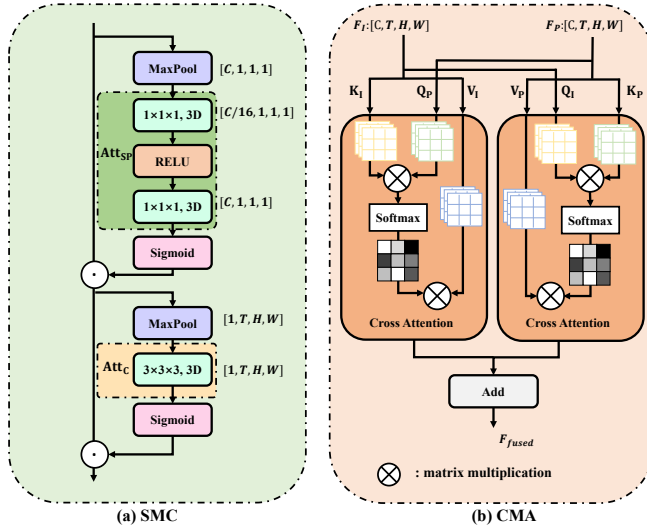 MaxPool
[C, 1, 1, 1]
1×1×1, 3D
[C/16, 1, 1, 1]
Att_SP
RELU
1×1×1, 3D
[C, 1, 1, 1]
Sigmoid
MaxPool
[1, T, H, W]
Att_C
3×3×3, 3D
[1, T, H, W]
Sigmoid
(a) SMC
F_I:[C, T, H, W]
F_P:[C, T, H, W]
K_I
Q_P
V_I
V_P
Q_I
K_P
Softmax
Softmax
Cross Attention
Cross Attention
Add
F_fused
: matrix multiplication
(b) CMA